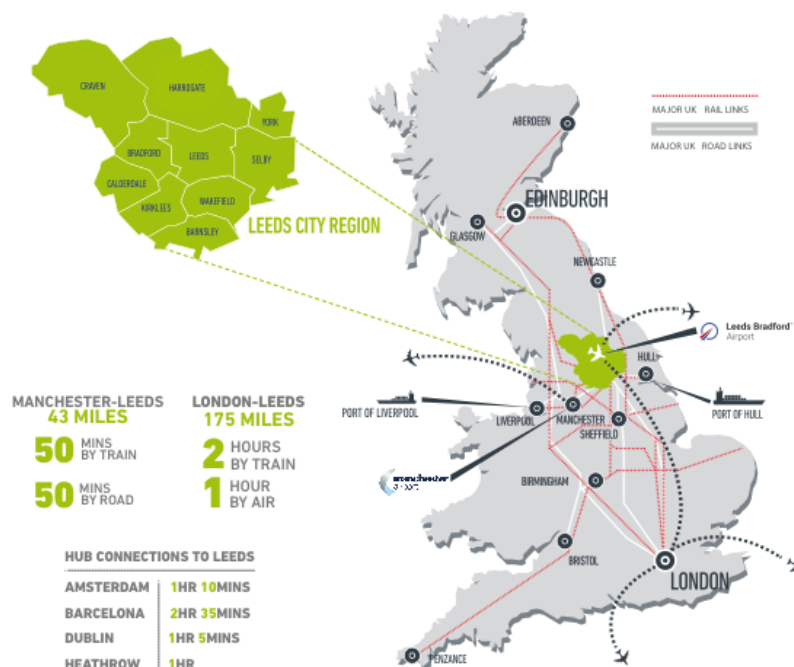 CRAVEN
HARROGATE
YORK
BRADFORD
LEEDS
SELBY
CALDERDALE
KIRKLEES
WAKEFIELD
BARNSLEY
LEEDS CITY REGION
MAJOR UK RAIL LINKS
MAJOR UK ROAD LINKS
ABERDEEN
EDINBURGH
GLASGOW
NEWCASTLE
Leeds Bradford
Airport
HULL
PORT OF LIVERPOOL
LIVERPOOL
MANCHESTER
SHEFFIELD
PORT OF HULL
manchester
airport
BIRMINGHAM
BRISTOL
LONDON
PENZANCE
MANCHESTER-LEEDS
43 MILES
50 MINS
BY TRAIN
50 MINS
BY ROAD
LONDON-LEEDS
175 MILES
2 HOURS
BY TRAIN
1 HOUR
BY AIR
HUB CONNECTIONS TO LEEDS
AMSTERDAM 1HR 10MINS
BARCELONA 2HR 35MINS
DUBLIN 1HR 5MINS
HEATHROW 1HR